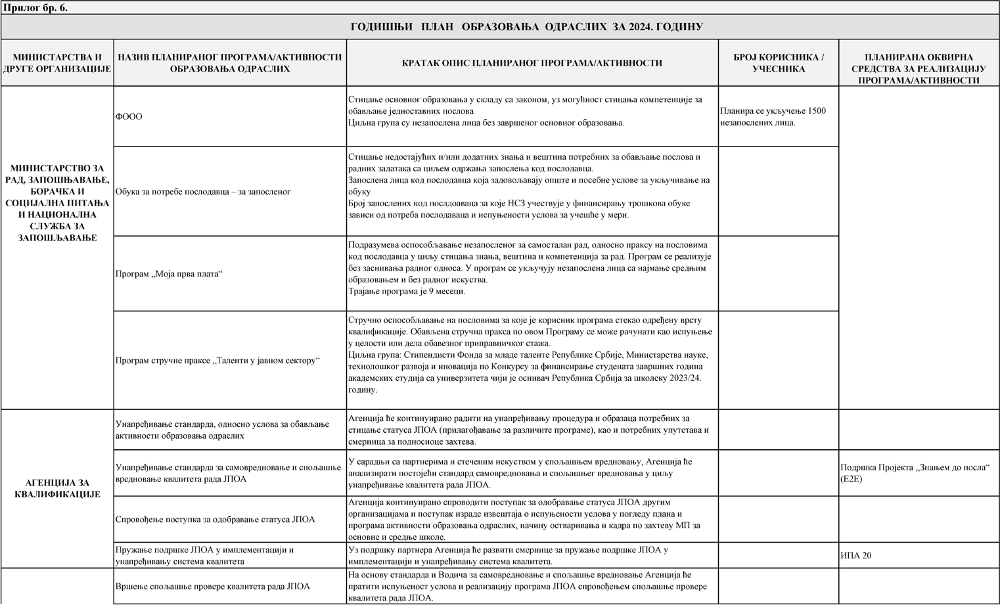 Прилог бр. 6.
ГОДИШЊИ ПЛАН ОБРАЗОВАЊА ОДРАСЛИХ ЗА 2024. ГОДИНУ
МИНИСТАРСТВА И
ДРУГЕ ОРГАНИЗАЦИЈЕ
НАЗИВ ПЛАНИРАНОГ ПРОГРАМА/АКТИВНОСТИ
ОБРАЗОВАЊА ОДРАСЛИХ
КРАТАК ОПИС ПЛАНИРАНОГ ПРОГРАМА/АКТИВНОСТИ
БРОЈ КОРИСНИКА /
УЧЕСНИКА
ПЛАНИРАНА ОКВИРНА
СРЕДСТВА ЗА РЕАЛИЗАЦИЈУ
ПРОГРАМА/АКТИВНОСТИ
МИНИСТАРСТВО ЗА
РАД, ЗАПОШЊАВАЊЕ,
БОРАЧКА И
СОЦИЈАЛНА ПИТАЊА
И НАЦИОНАЛНА
СЛУЖБА ЗА
ЗАПОШЉАВАЊЕ
ФООО
Стицање основног образовања у складу са законом, уз могућност стицања компетенције за
обављање једноставних послова
Циљна група су незапослена лица без завршеног основног образовања.
Планира се укључење 1500
незапослених лица.
Обука за потребе послодавца – за запосленог
Стицање недостајућих и/или додатних знања и вештина потребних за обављање послова и
радних задатака са циљем одржања запослења код послодавца.
Запослена лица код послодавца која задовољавају опште и посебне услове за укључивање на
обуку
Број запослених код послдоаваца за које НСЗ учествује у финансирању трошкова обуке
зависи од потреба послодаваца и испуњености услова за учешће у мери.
Програм „Моја прва плата“
Подразумева оспособљавање незапосленог за самосталан рад, односно праксу на пословима
код послодавца у циљу стицања знања, вештина и компетенција за рад. Програм се реализује
без заснивања радног односа. У програм се укључују незапослена лица са најмање средњим
образовањем и без радног искуства.
Трајање програма је 9 месеци.
Програм стручне праксе „Таленти у јавном сектору“
Стручно оспособљавање на пословима за које је корисник програма стекао одређену врсту
квалификације. Обављена стручна пракса по овом Програму се може рачунати као испуњење
у целости или дела обавезног приправничког стажа.
Циљна група: Стипендисти Фонда за младе таленте Републике Србије, Министарства науке,
технолошког развоја и иновација по Конкурсу за финансирање студената завршних година
академских студија са универзитета чији је оснивач Република Србија за школску 2023/24.
годину.
АГЕНЦИЈА ЗА
КВАЛИФИКАЦИЈЕ
Унапређивање стандарда, односно услова за обављање
активности образовања одраслих
Агенција ће континуирано радити на унапређивању процедура и образаца потребних за
стицање статуса ЈПОА (прилагођавање за различите програме), као и потребних упутстава и
смерница за подносиоце захтева.
Унапређивање стандарда за самовредновање и спољашње
вредновање квалитета рада ЈПОА
У сарадњи са партнерима и стеченим искуством у спољашњем вредновању, Агенција ће
анализирати постојећи стандард самовредновања и спољашњег вредновања у циљу
унапређивање квалитета рада ЈПОА.
Подршка Пројекта „Знањем до посла“
(Е2Е)
Спровођење поступка за одобравање статуса ЈПОА
Агенција континуирано спроводити поступак за одобравање статуса ЈПОА другим
организацијама и поступак израде извештаја о испуњености услова у погледу плана и
програма активности образовања одраслих, начину остваривања и кадра по захтеву МП за
основне и средње школе.
Пружање подршке ЈПОА у имплементацији и
унапређивању система квалитета
Уз подршку партнера Агенција ће развити смернице за пружање подршке ЈПОА у
имплементацији и унапређивању система квалитета.
ИПА 20
Вршење спољашње провере квалитета рада ЈПОА
На основу стандарда и Водича за самовредновање и спољашње вредновање Агенција ће
пратити испуњеност услова и реализацију програма ЈПОА спровођењем спољашње провере
квалитета рада ЈПОА.